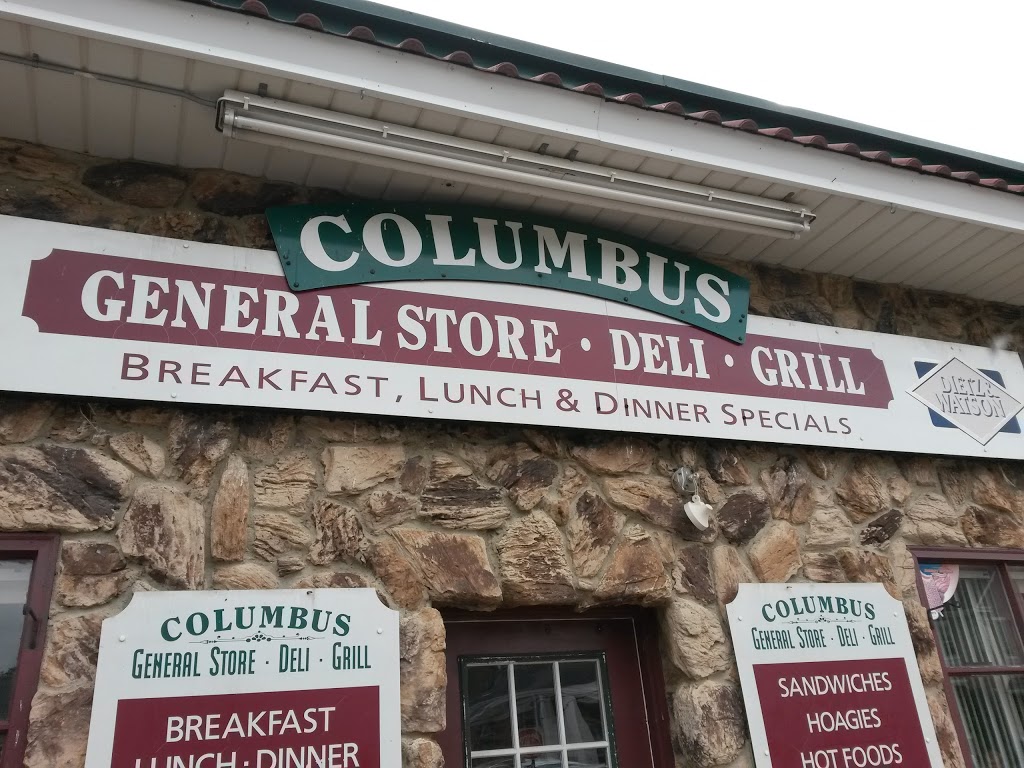 COLUMBUS
GENERAL STORE · DELI · GRILL
BREAKFAST, LUNCH & DINNER SPECIALS
DIETZ &
WATSON
COLUMBUS
GENERAL STORE · DELI · GRILL
BREAKFAST
LUNCH · DINNER
COLUMBUS
GENERAL STORE · DELI · GRILL
SANDWICHES
HOAGIES
HOT FOODS